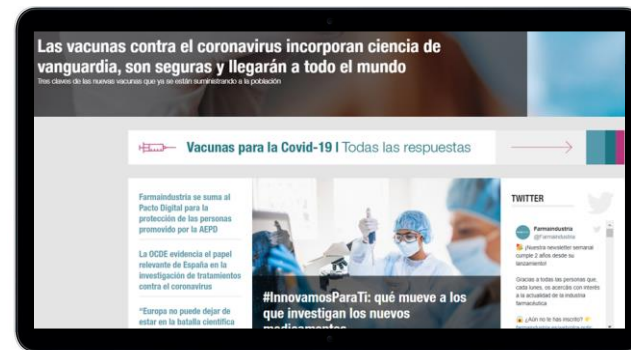 Las vacunas contra el coronavirus incorporan ciencia de
vanguardia, son seguras y llegarán a todo el mundo
Tres claves de las nuevas vacunas que ya se están suministrando a la población
Vacunas para la Covid-19 I Todas las respuestas
Farmaindustria se suma al
Pacto Digital para la
protección de las personas
promovido por la AEPD
La OCDE evidencia el papel
relevante de España en la
investigación de tratamientos
contra el coronavirus
“Europa no puede dejar de
estar en la batalla científica
#InnovamosParaTi: qué mueve a los
que investigan los nuevos
medicamentos
TWITTER
Farmaindustria
@Farmaindustria
¡Nuestra newsletter semanal
cumple 2 años desde su
lanzamiento!
Gracias a todas las personas que,
cada lunes, os acercáis con interés
a la actualidad de la industria
farmacéutica
¿Aún no te has inscrito?